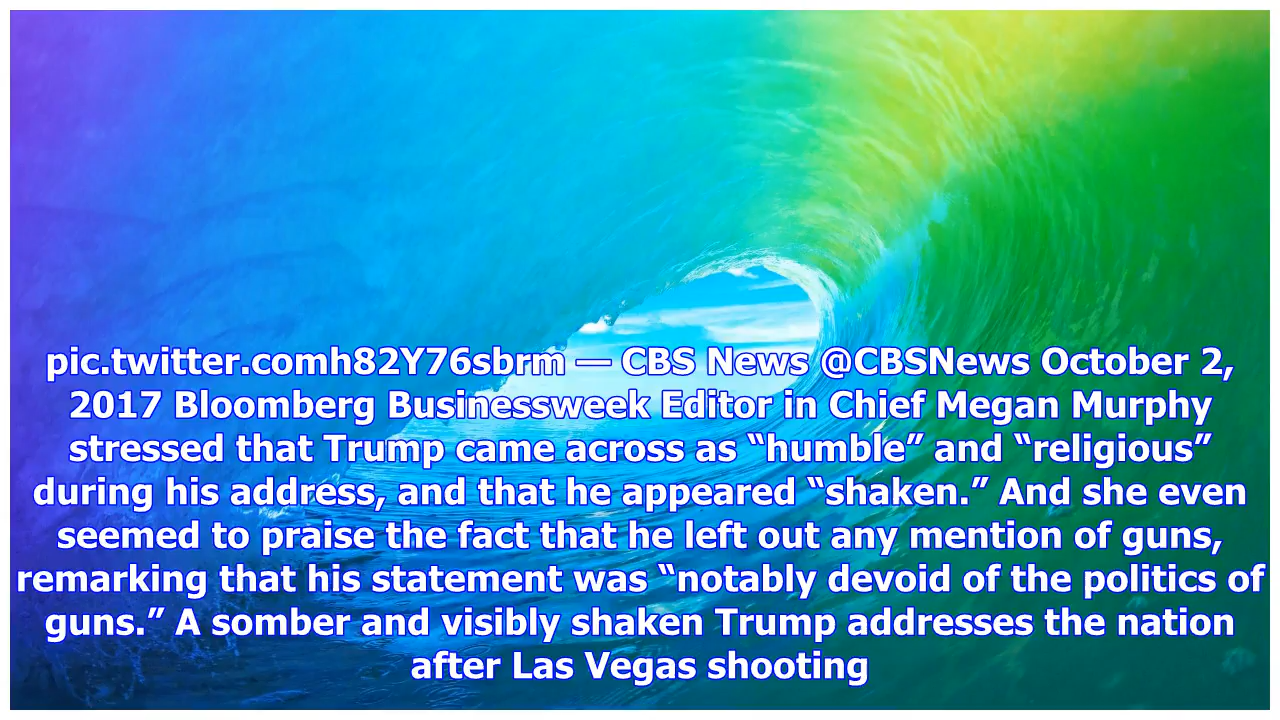 pic.twitter.comh82Y76sbrm — CBS News @CBSNews October 2,
2017 Bloomberg Businessweek Editor in Chief Megan Murphy
stressed that Trump came across as “humble” and “religious”
during his address, and that he appeared “shaken.” And she even
seemed to praise the fact that he left out any mention of guns,
remarking that his statement was “notably devoid of the politics of
guns.” A somber and visibly shaken Trump addresses the nation
after Las Vegas shooting